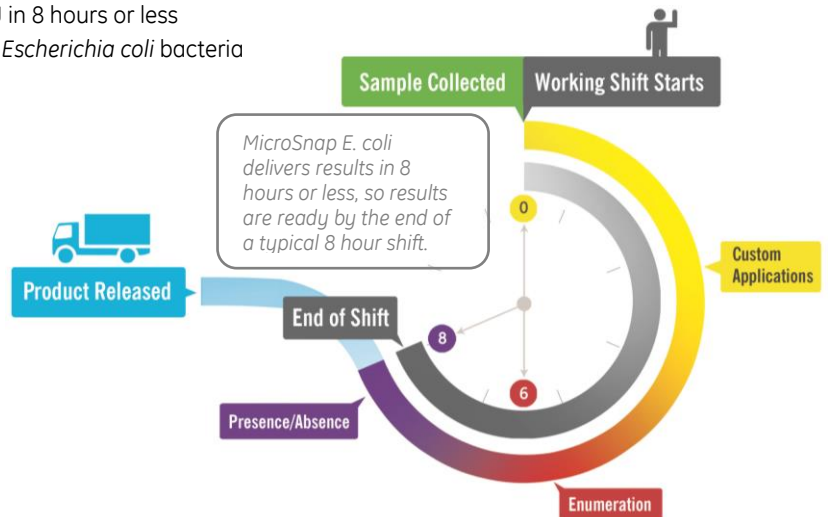 in 8 hours or less
Escherichia coli bacteria
Sample Collected
Working Shift Starts
MicroSnap E. coli
delivers results in 8
hours or less, so results
are ready by the end of
a typical 8 hour shift.
0
Custom
Applications
Product Released
End of Shift
8
6
Presence/Absence
Enumeration